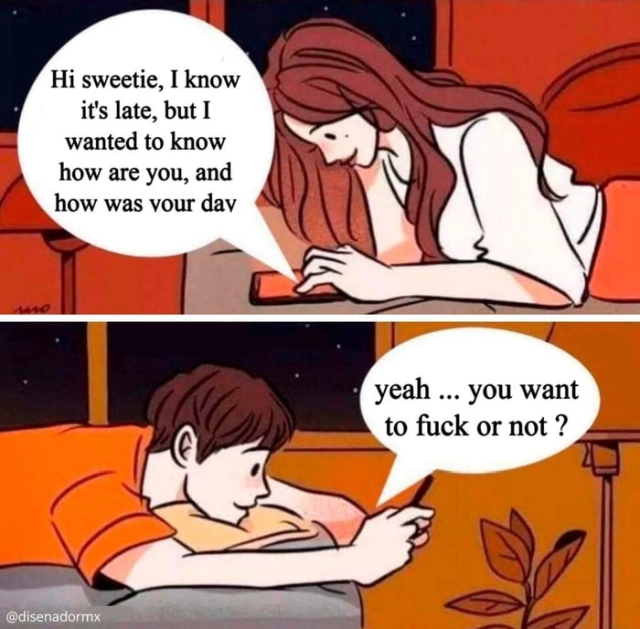 Hi sweetie, I know
it's late, but I
wanted to know
how are you, and
how was your day
yeah ... you want
to fuck or not ?
@disenadormx